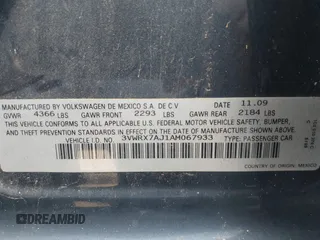 MANUFACTURED BY VOLKSWAGEN DE MEXICO S.A. DE C.V 11.09
GVWR 4366 LBS GAWR FRONT 2293 LBS GAWR REAR 2184 LBS
THIS VEHICLE CONFORMS TO ALL APPLICABLE U.S. FEDERAL MOTOR VEHICLE SAFETY, BUMPER,
AND THEFT PREVENTION STANDARDS IN EFFECT ON THE DATE OF MANUFACTURE SHOWN ABOVE.
VEHICLE I.D. NO.: 3VWRX7AJ1AM067933 TYPE: PASSENGER CAR
COUNTRY OF ORIGIN: MEXICO
DREAMBID